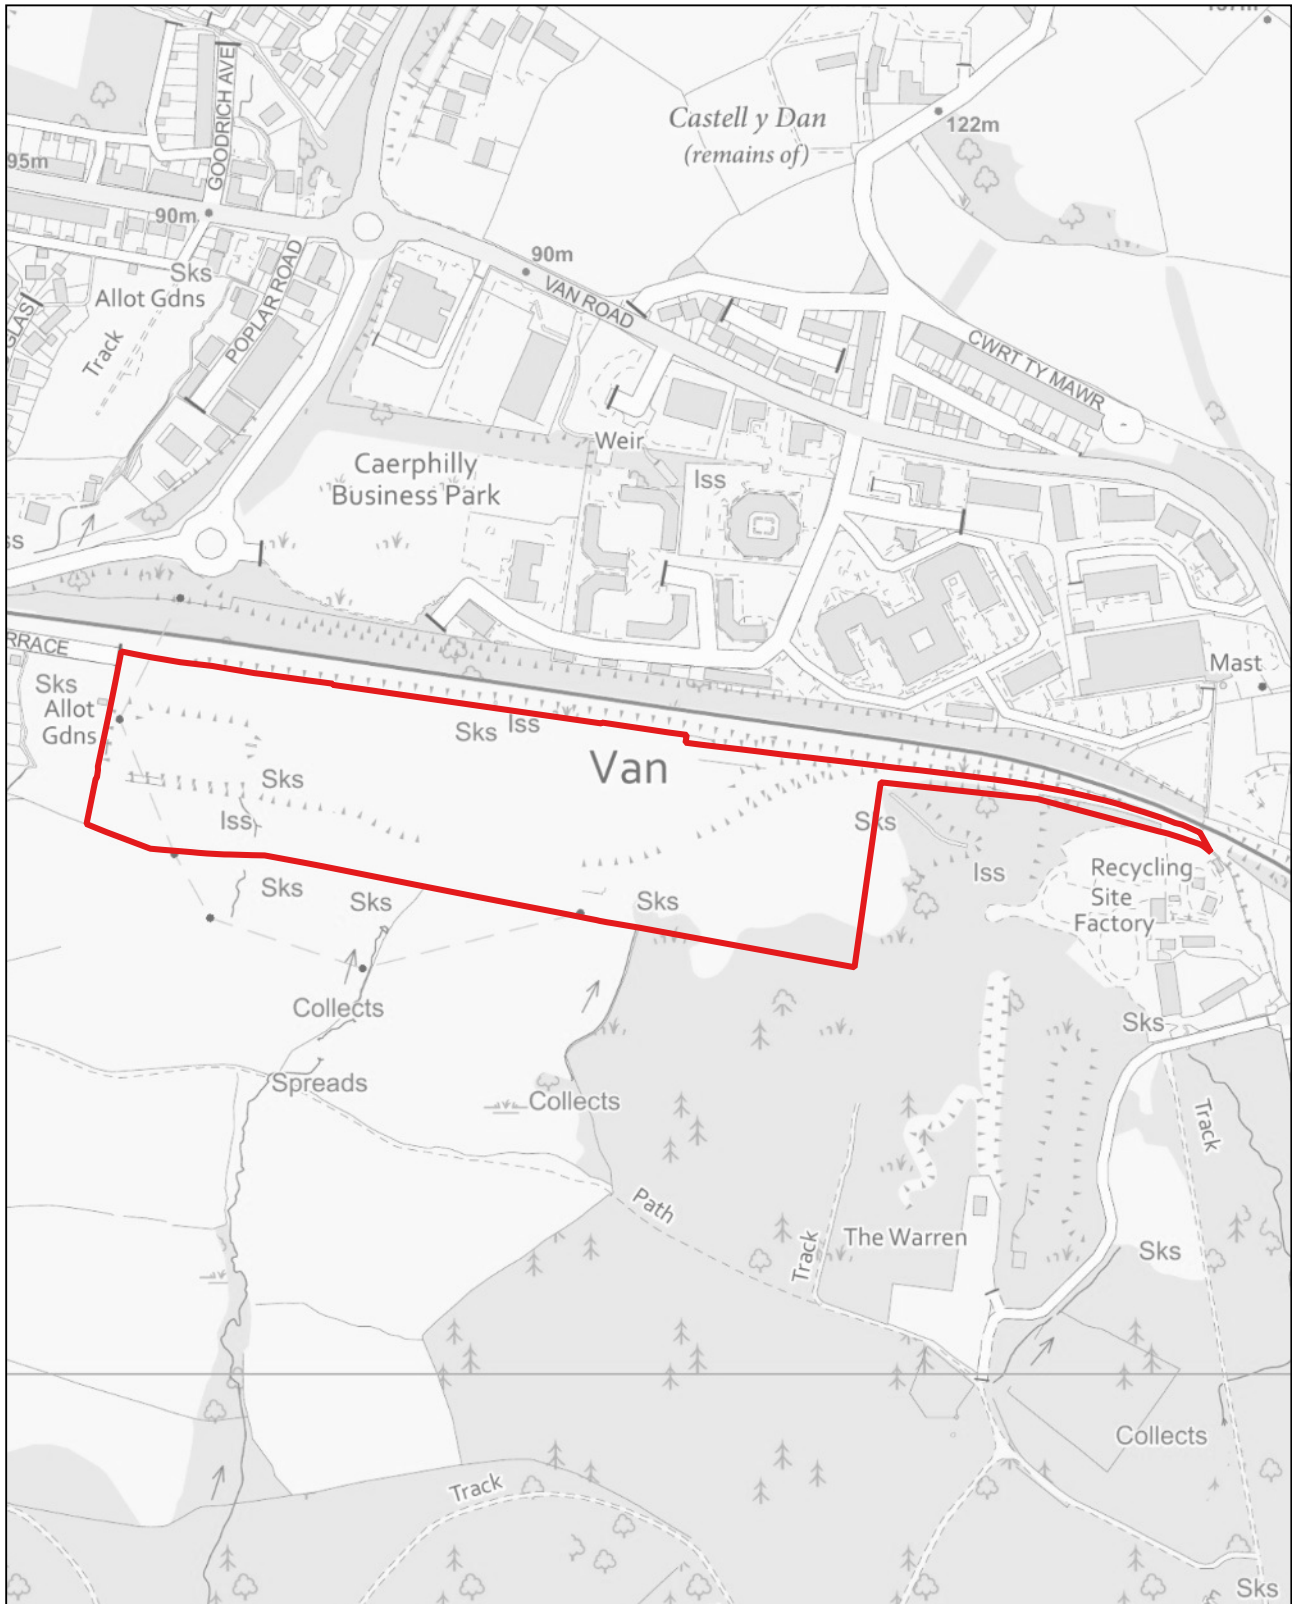 Castell y Dan
(remains of)
122m
95m
GOODRICH AVE
90m
Sks
Allot Gdns
POPLAR ROAD
Track
90m
VAN ROAD
CWRT TY MAWR
Weir
Iss
Caerphilly
Business Park
Mast
Sks
Allot
Gdns
Sks
Iss
Van
Sks
Iss
Sks
Iss
Recycling
Site
Factory
Sks
Sks
Sks
Collects
Sks
Spreads
Collects
Track
Path
The Warren
Track
Sks
Collects
Track
Sks